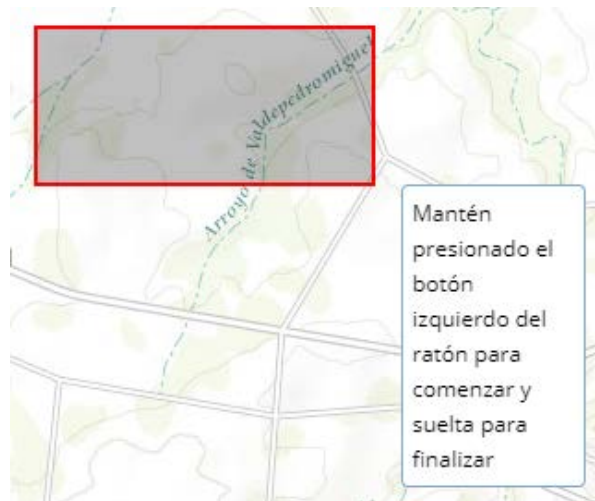 Arroyo de Valdepedromiguel
Mantén
presionado el
botón
izquierdo del
ratón para
comenzar y
suelta para
finalizar